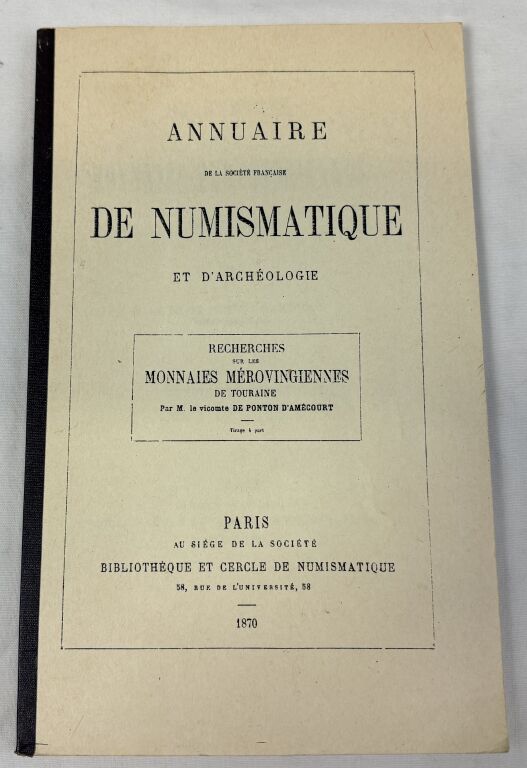 ANNUAIRE
DE LA SOCIÉTÉ FRANÇAISE
DE NUMISMATIQUE
ET D'ARCHÉOLOGIE
RECHERCHES
SUR LES
MONNAIES MÉROVINGIENNES
DE TOURAINE
Par M. le vicomte DE PONTON D'AMÉCOURT
Tirage à part
PARIS
AU SIÉGE DE LA SOCIÉTÉ
BIBLIOTHÈQUE ET CERCLE DE NUMISMATIQUE
58, RUE DE L'UNIVERSITÉ, 58
1870